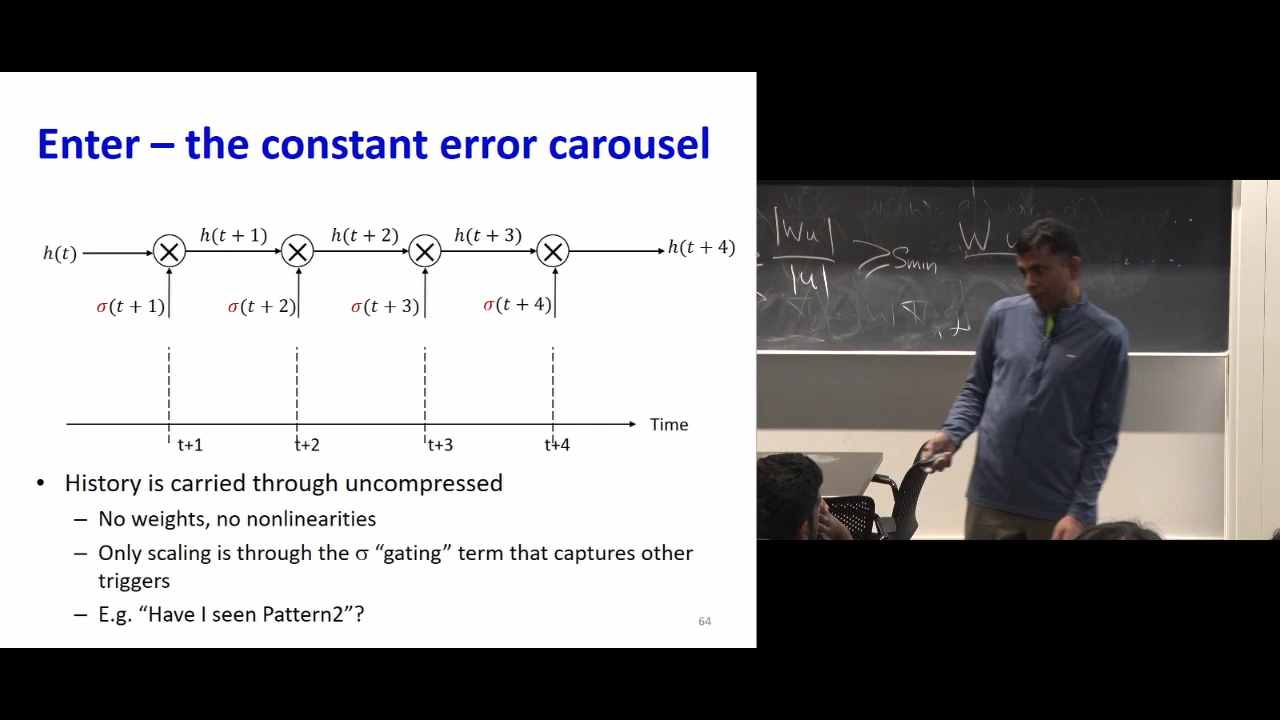 Enter – the constant error carousel
h(t) h(t + 1) h(t + 2) h(t + 3) h(t + 4)
σ(t + 1) σ(t + 2) σ(t + 3) σ(t + 4)
Time
t+1 t+2 t+3 t+4
• History is carried through uncompressed
– No weights, no nonlinearities
– Only scaling is through the σ “gating” term that captures other
triggers
– E.g. “Have I seen Pattern2”?
64
|Wu|
|u|
≥ Smin
W u